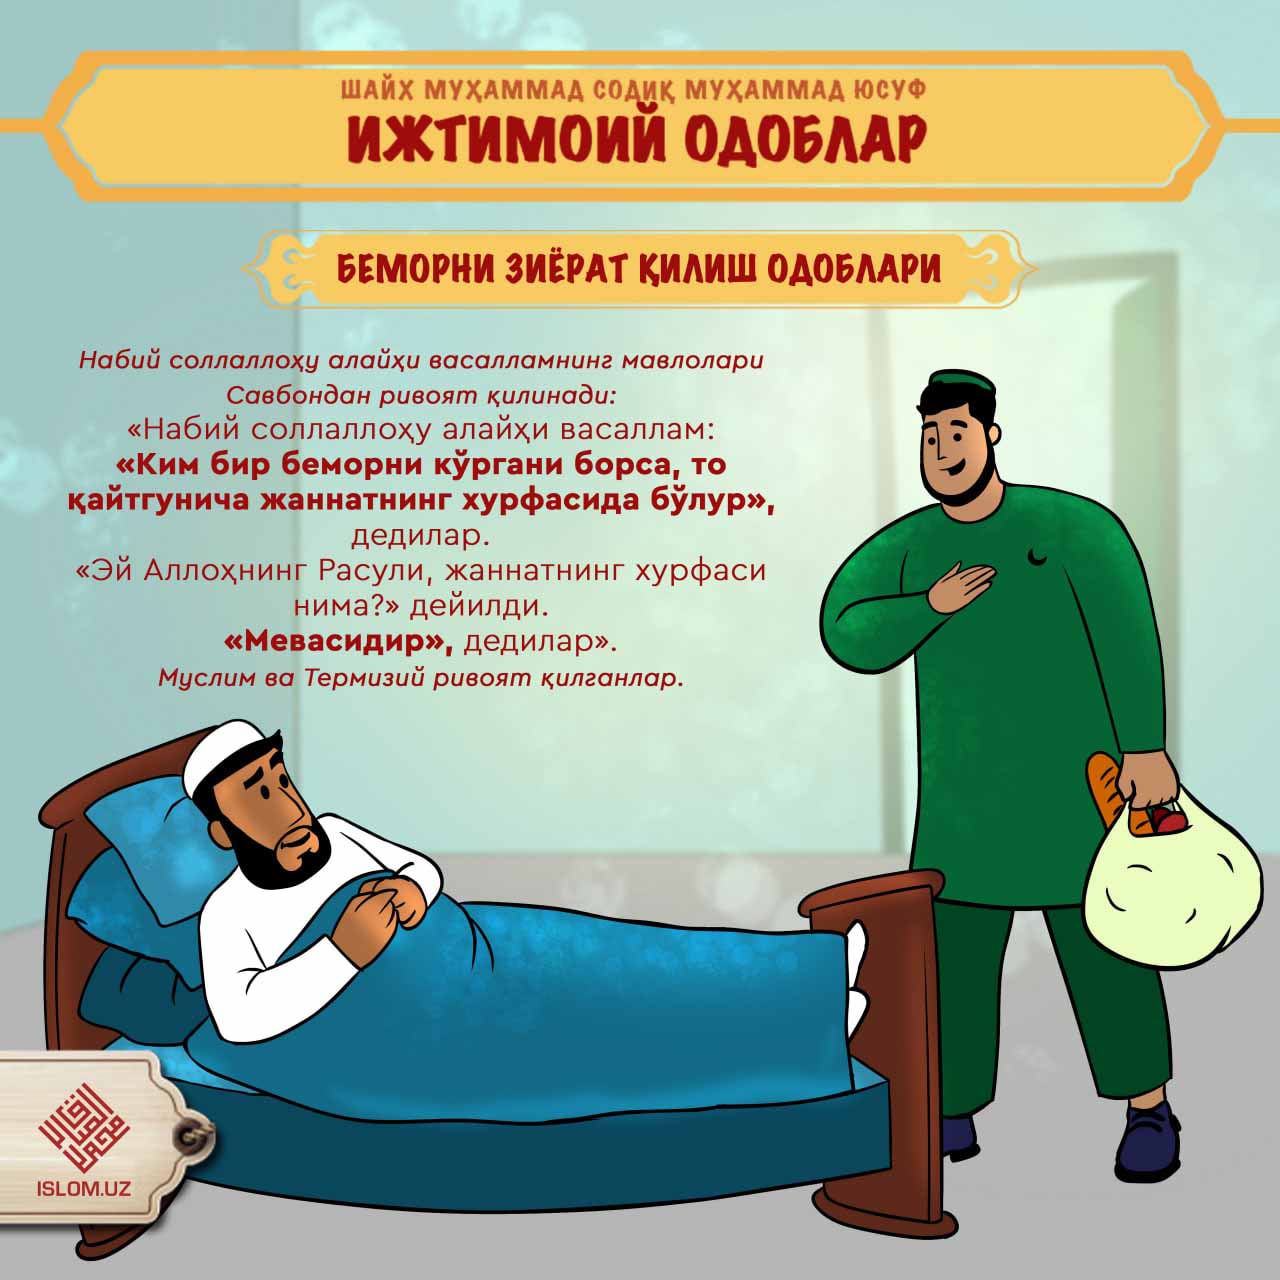 ШАЙХ МУҲАММАД СОДИҚ МУҲАММАД ЮСУФ
ИЖТИМОИЙ ОДОБЛАР
БЕМОРНИ ЗИЁРАТ ҚИЛИШ ОДОБЛАРИ
Набий соллаллоҳу алайҳи васалламнинг мавлолари
Савбондан ривоят қилинади:
«Набий соллаллоҳу алайҳи васаллам:
«Ким бир беморни кўргани борса, то
қайтгунича жаннатнинг хурфасида бўлур»,
дедилар.
«Эй Аллоҳнинг Расули, жаннатнинг хурфаси
нима?» дейилди.
«Мевасидир», дедилар».
Муслим ва Термизий ривоят қилганлар.
ISLOM.UZ